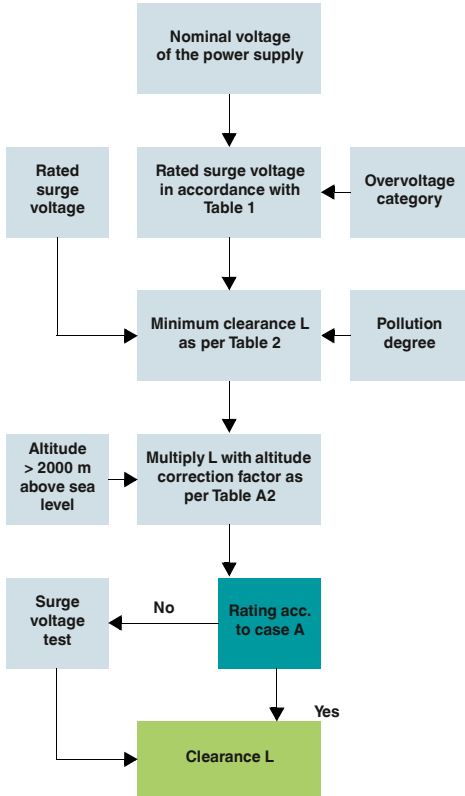 Nominal voltage
of the power supply
Rated
surge
voltage
Rated surge voltage
in accordance with
Table 1
Overvoltage
category
Minimum clearance L
as per Table 2
Pollution
degree
Altitude
> 2000 m
above sea
level
Multiply L with altitude
correction factor as
per Table A2
Surge
voltage
test
No
Rating acc.
to case A
Yes
Clearance L